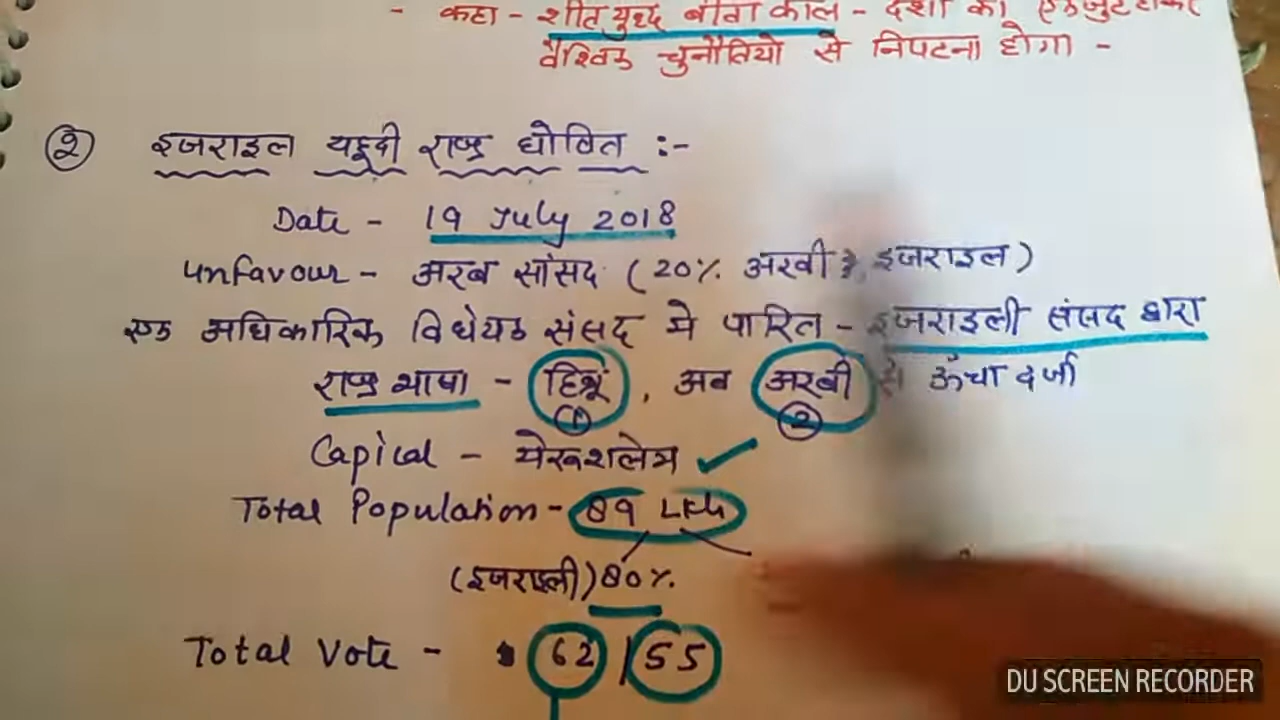 - कहा - शीत युद्ध बीता काल - देशो को एकजुट होकर
वैश्विक चुनौतियो से निपटना होगा -
② इजराइल यहूदी राष्ट्र घोषित :-
Date - 19 July 2018
unfavour - अरब सांसद (20% अरबी इजराइल)
एक अधिकारिक विधेयक संसद मे पारित - इजराइली संसद द्वारा
राष्ट्र भाषा - हिब्रू , अब अरबी से ऊँचा दर्जा
① ②
Capical - येरूशलेम ✓
Total Population - 89 Lkh
(इजराइली) 80%.
Total Vote - 62 | 55
DU SCREEN RECORDER